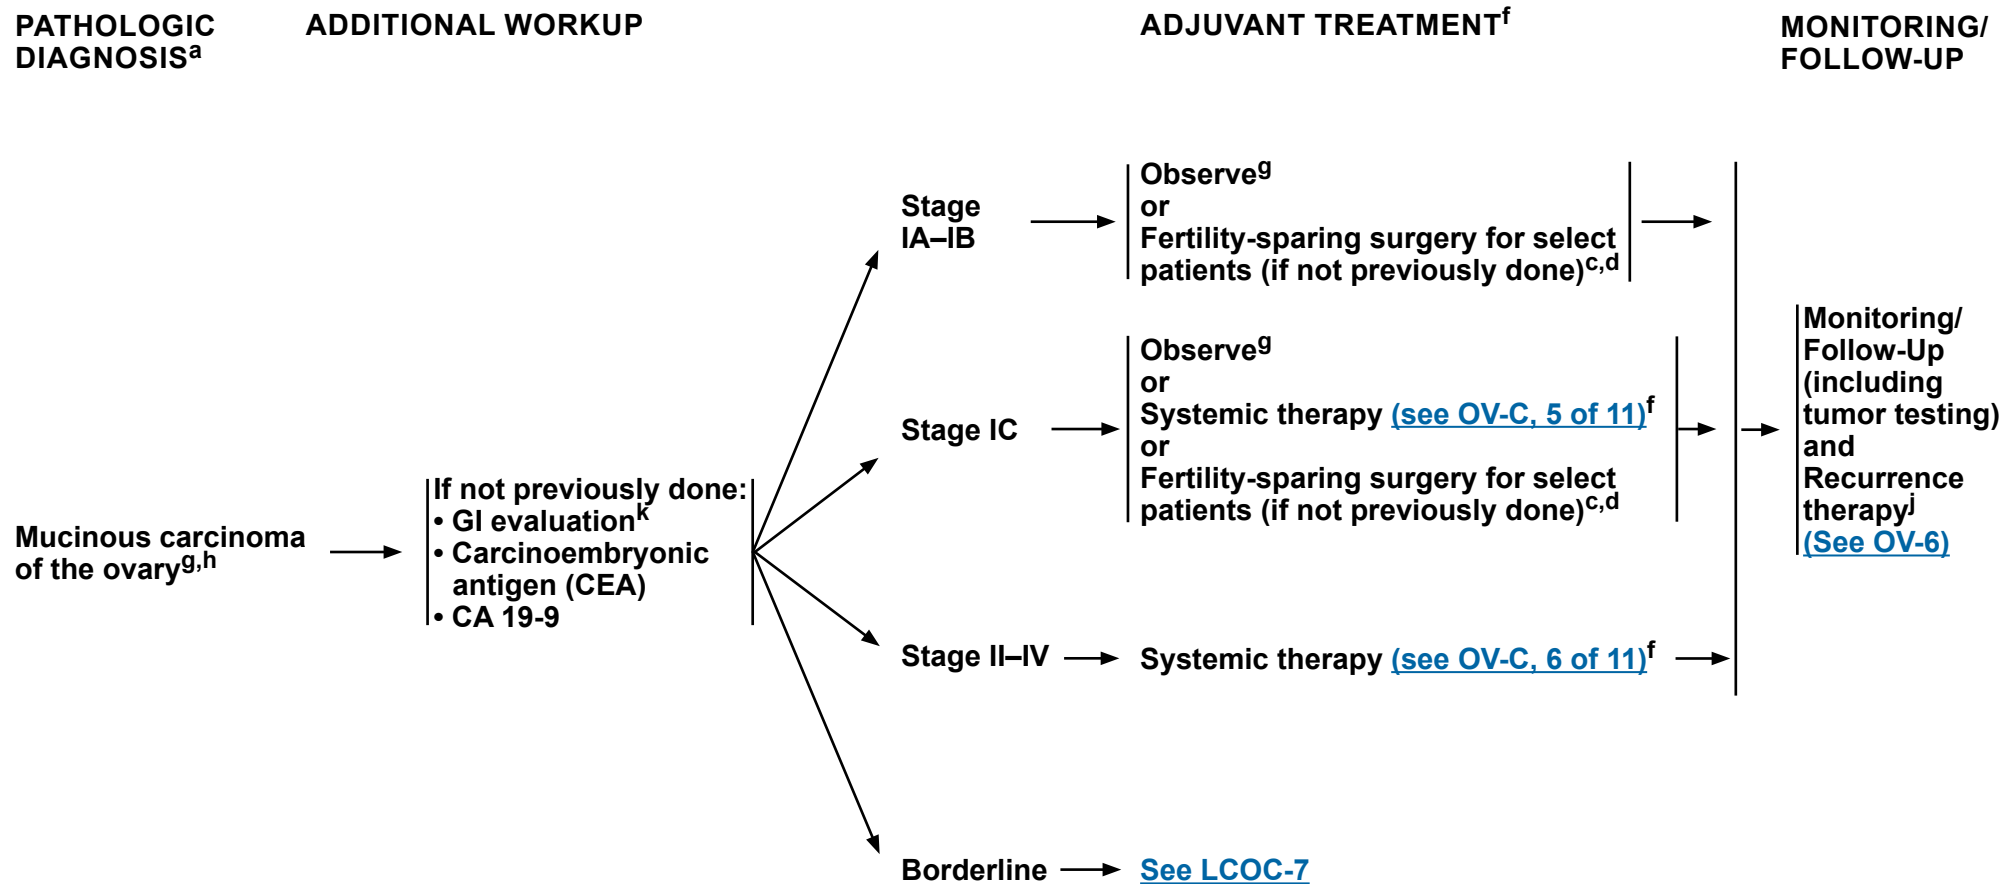 PATHOLOGIC
DIAGNOSISa
ADDITIONAL WORKUP
ADJUVANT TREATMENTf
MONITORING/
FOLLOW-UP
Mucinous carcinoma
of the ovaryg,h
If not previously done:
• GI evaluationk
• Carcinoembryonic
antigen (CEA)
• CA 19-9
Stage
IA–IB
Observeg
or
Fertility-sparing surgery for select
patients (if not previously done)c,d
Stage IC
Observeg
or
Systemic therapy (see OV-C, 5 of 11)f
or
Fertility-sparing surgery for select
patients (if not previously done)c,d
Stage II–IV
Systemic therapy (see OV-C, 6 of 11)f
Borderline
See LCOC-7
Monitoring/
Follow-Up
(including
tumor testing)
and
Recurrence
therapyj
(See OV-6)